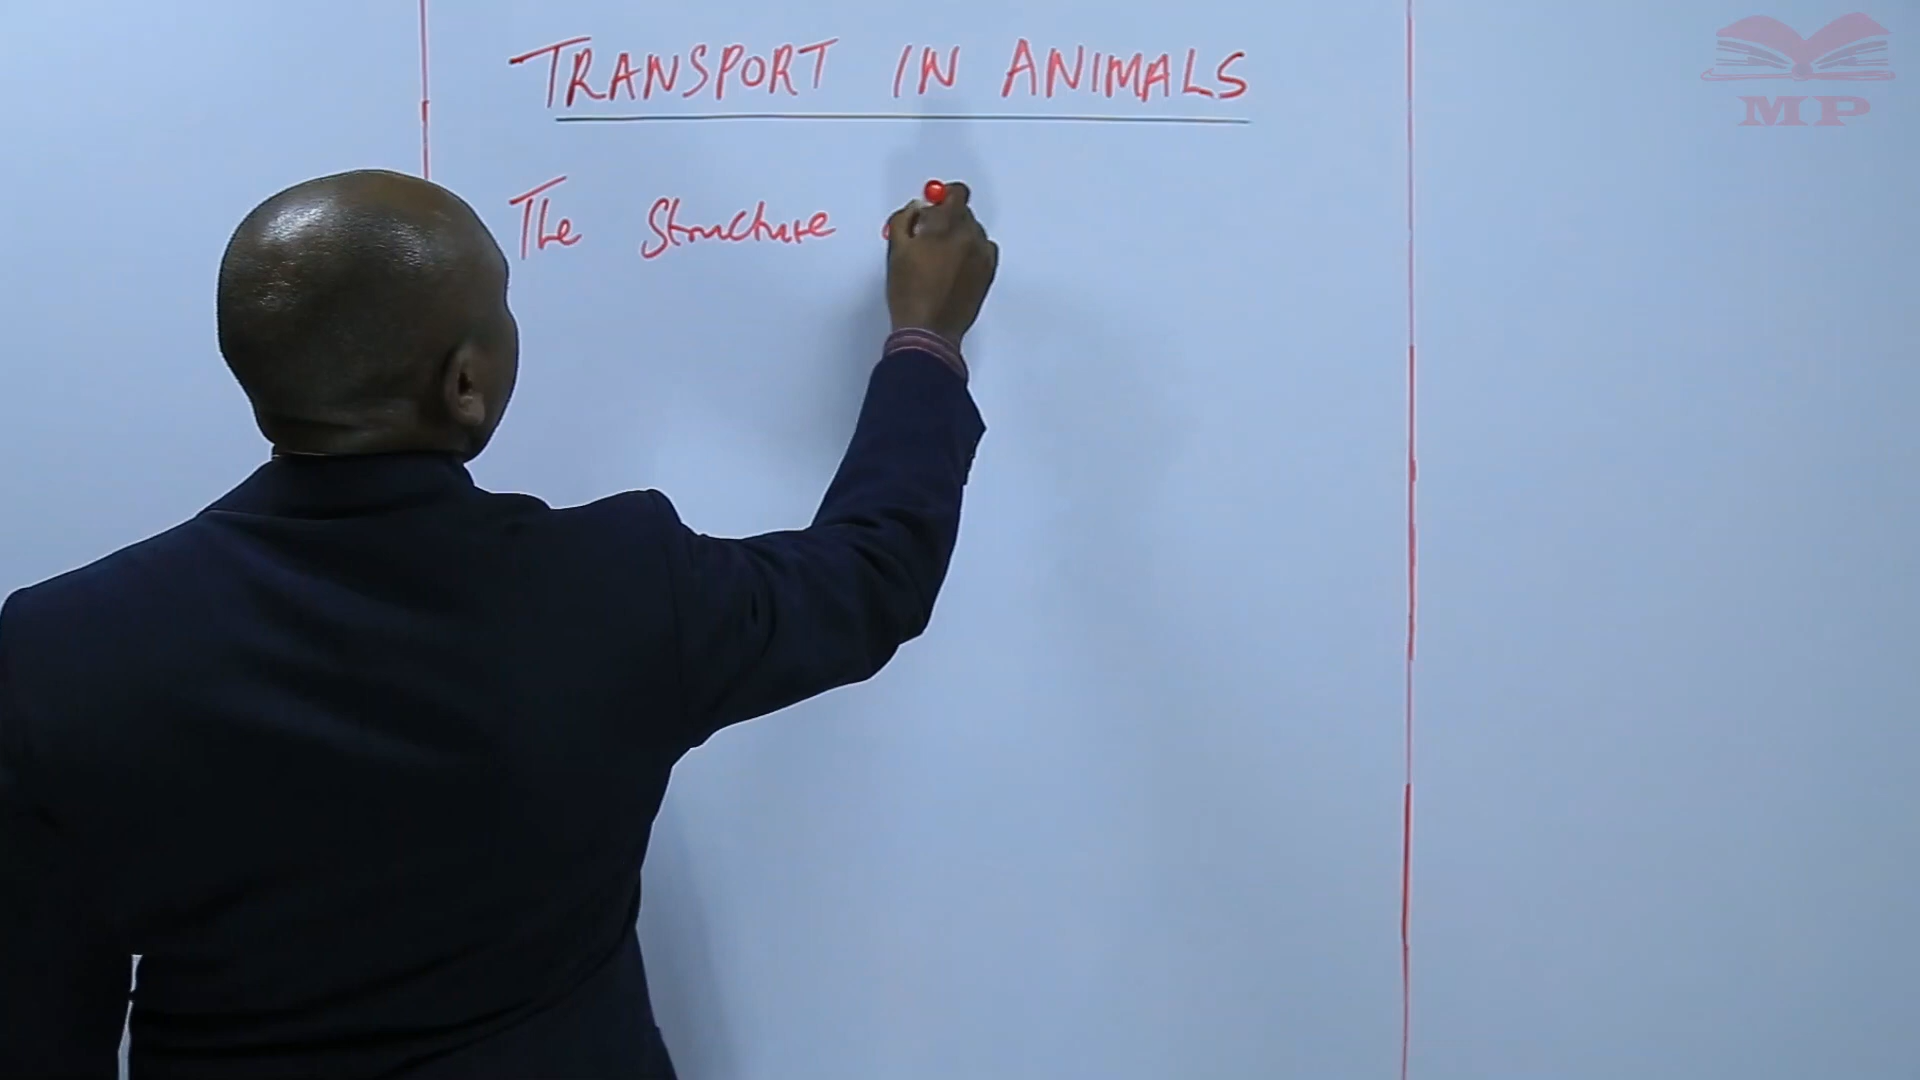 TRANSPORT IN ANIMALS
The Structure
MP